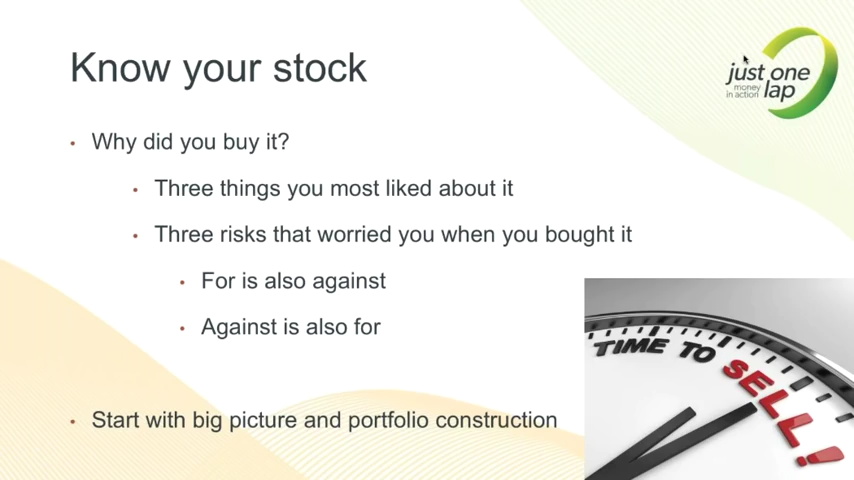 Know your stock
just one
lap
money
in action
Why did you buy it?
Three things you most liked about it
Three risks that worried you when you bought it
For is also against
Against is also for
TIME TO SELL!
Start with big picture and portfolio construction